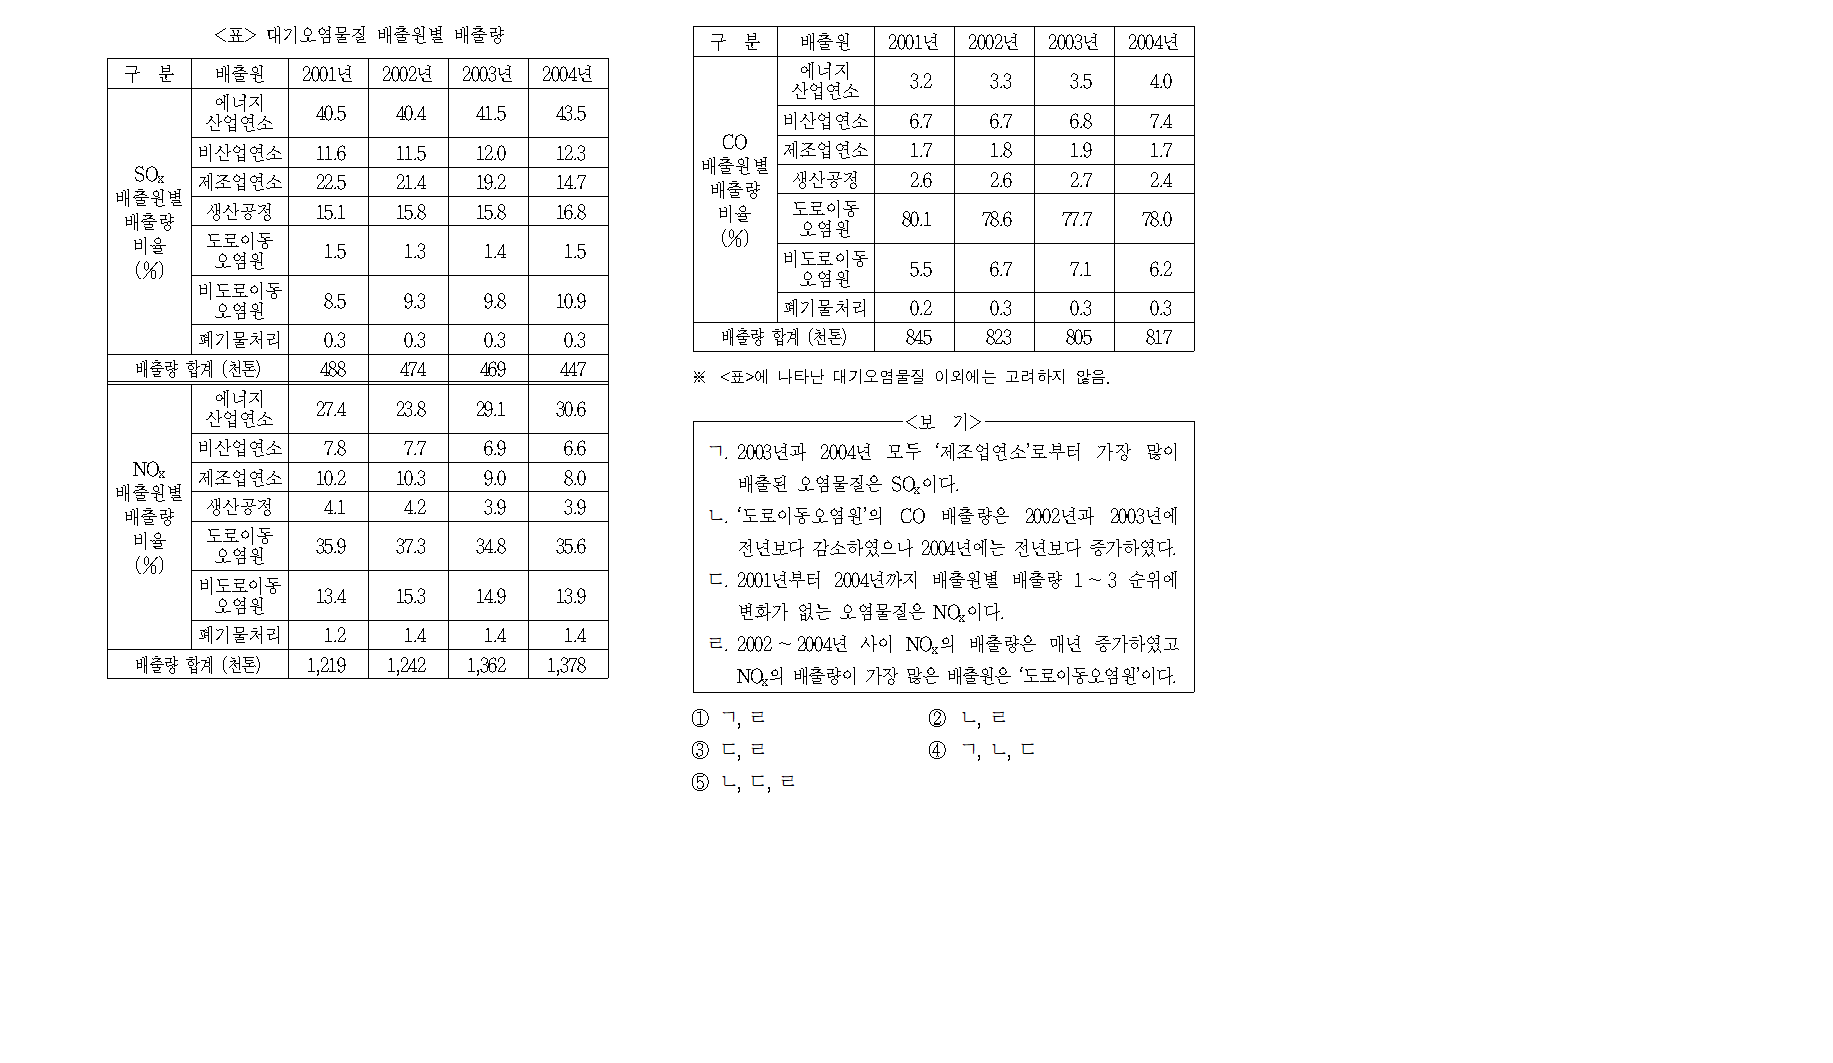 <표> 대기오염물질 배출원별 배출량
구 분 배출원 2001년 2002년 2003년 2004년
SOx 배출원별 배출량 비율 (%)
에너지 산업연소 40.5 40.4 41.5 43.5
비산업연소 11.6 11.5 12.0 12.3
제조업연소 22.5 21.4 19.2 14.7
생산공정 15.1 15.8 15.8 16.8
도로이동 오염원 1.5 1.3 1.4 1.5
비도로이동 오염원 8.5 9.3 9.8 10.9
폐기물처리 0.3 0.3 0.3 0.3
배출량 합계 (천톤) 488 474 469 447
NOx 배출원별 배출량 비율 (%)
에너지 산업연소 27.4 23.8 29.1 30.6
비산업연소 7.8 7.7 6.9 6.6
제조업연소 10.2 10.3 9.0 8.0
생산공정 4.1 4.2 3.9 3.9
도로이동 오염원 35.9 37.3 34.8 35.6
비도로이동 오염원 13.4 15.3 14.9 13.9
폐기물처리 1.2 1.4 1.4 1.4
배출량 합계 (천톤) 1,219 1,242 1,362 1,378
구 분 배출원 2001년 2002년 2003년 2004년
CO 배출원별 배출량 비율 (%)
에너지 산업연소 3.2 3.3 3.5 4.0
비산업연소 6.7 6.7 6.8 7.4
제조업연소 1.7 1.8 1.9 1.7
생산공정 2.6 2.6 2.7 2.4
도로이동 오염원 80.1 78.6 77.7 78.0
비도로이동 오염원 5.5 6.7 7.1 6.2
폐기물처리 0.2 0.3 0.3 0.3
배출량 합계 (천톤) 845 823 805 817
※ <표>에 나타난 대기오염물질 이외에는 고려하지 않음.
<보 기>
ㄱ. 2003년과 2004년 모두 ‘제조업연소’로부터 가장 많이
배출된 오염물질은 SOx이다.
ㄴ. ‘도로이동오염원’의 CO 배출량은 2002년과 2003년에
전년보다 감소하였으나 2004년에는 전년보다 증가하였다.
ㄷ. 2001년부터 2004년까지 배출원별 배출량 1 ~ 3 순위에
변화가 없는 오염물질은 NOx이다.
ㄹ. 2002 ~ 2004년 사이 NOx의 배출량은 매년 증가하였고
NOx의 배출량이 가장 많은 배출원은 ‘도로이동오염원’이다.
① ㄱ, ㄹ ② ㄴ, ㄹ
③ ㄷ, ㄹ ④ ㄱ, ㄴ, ㄷ
⑤ ㄴ, ㄷ, ㄹ